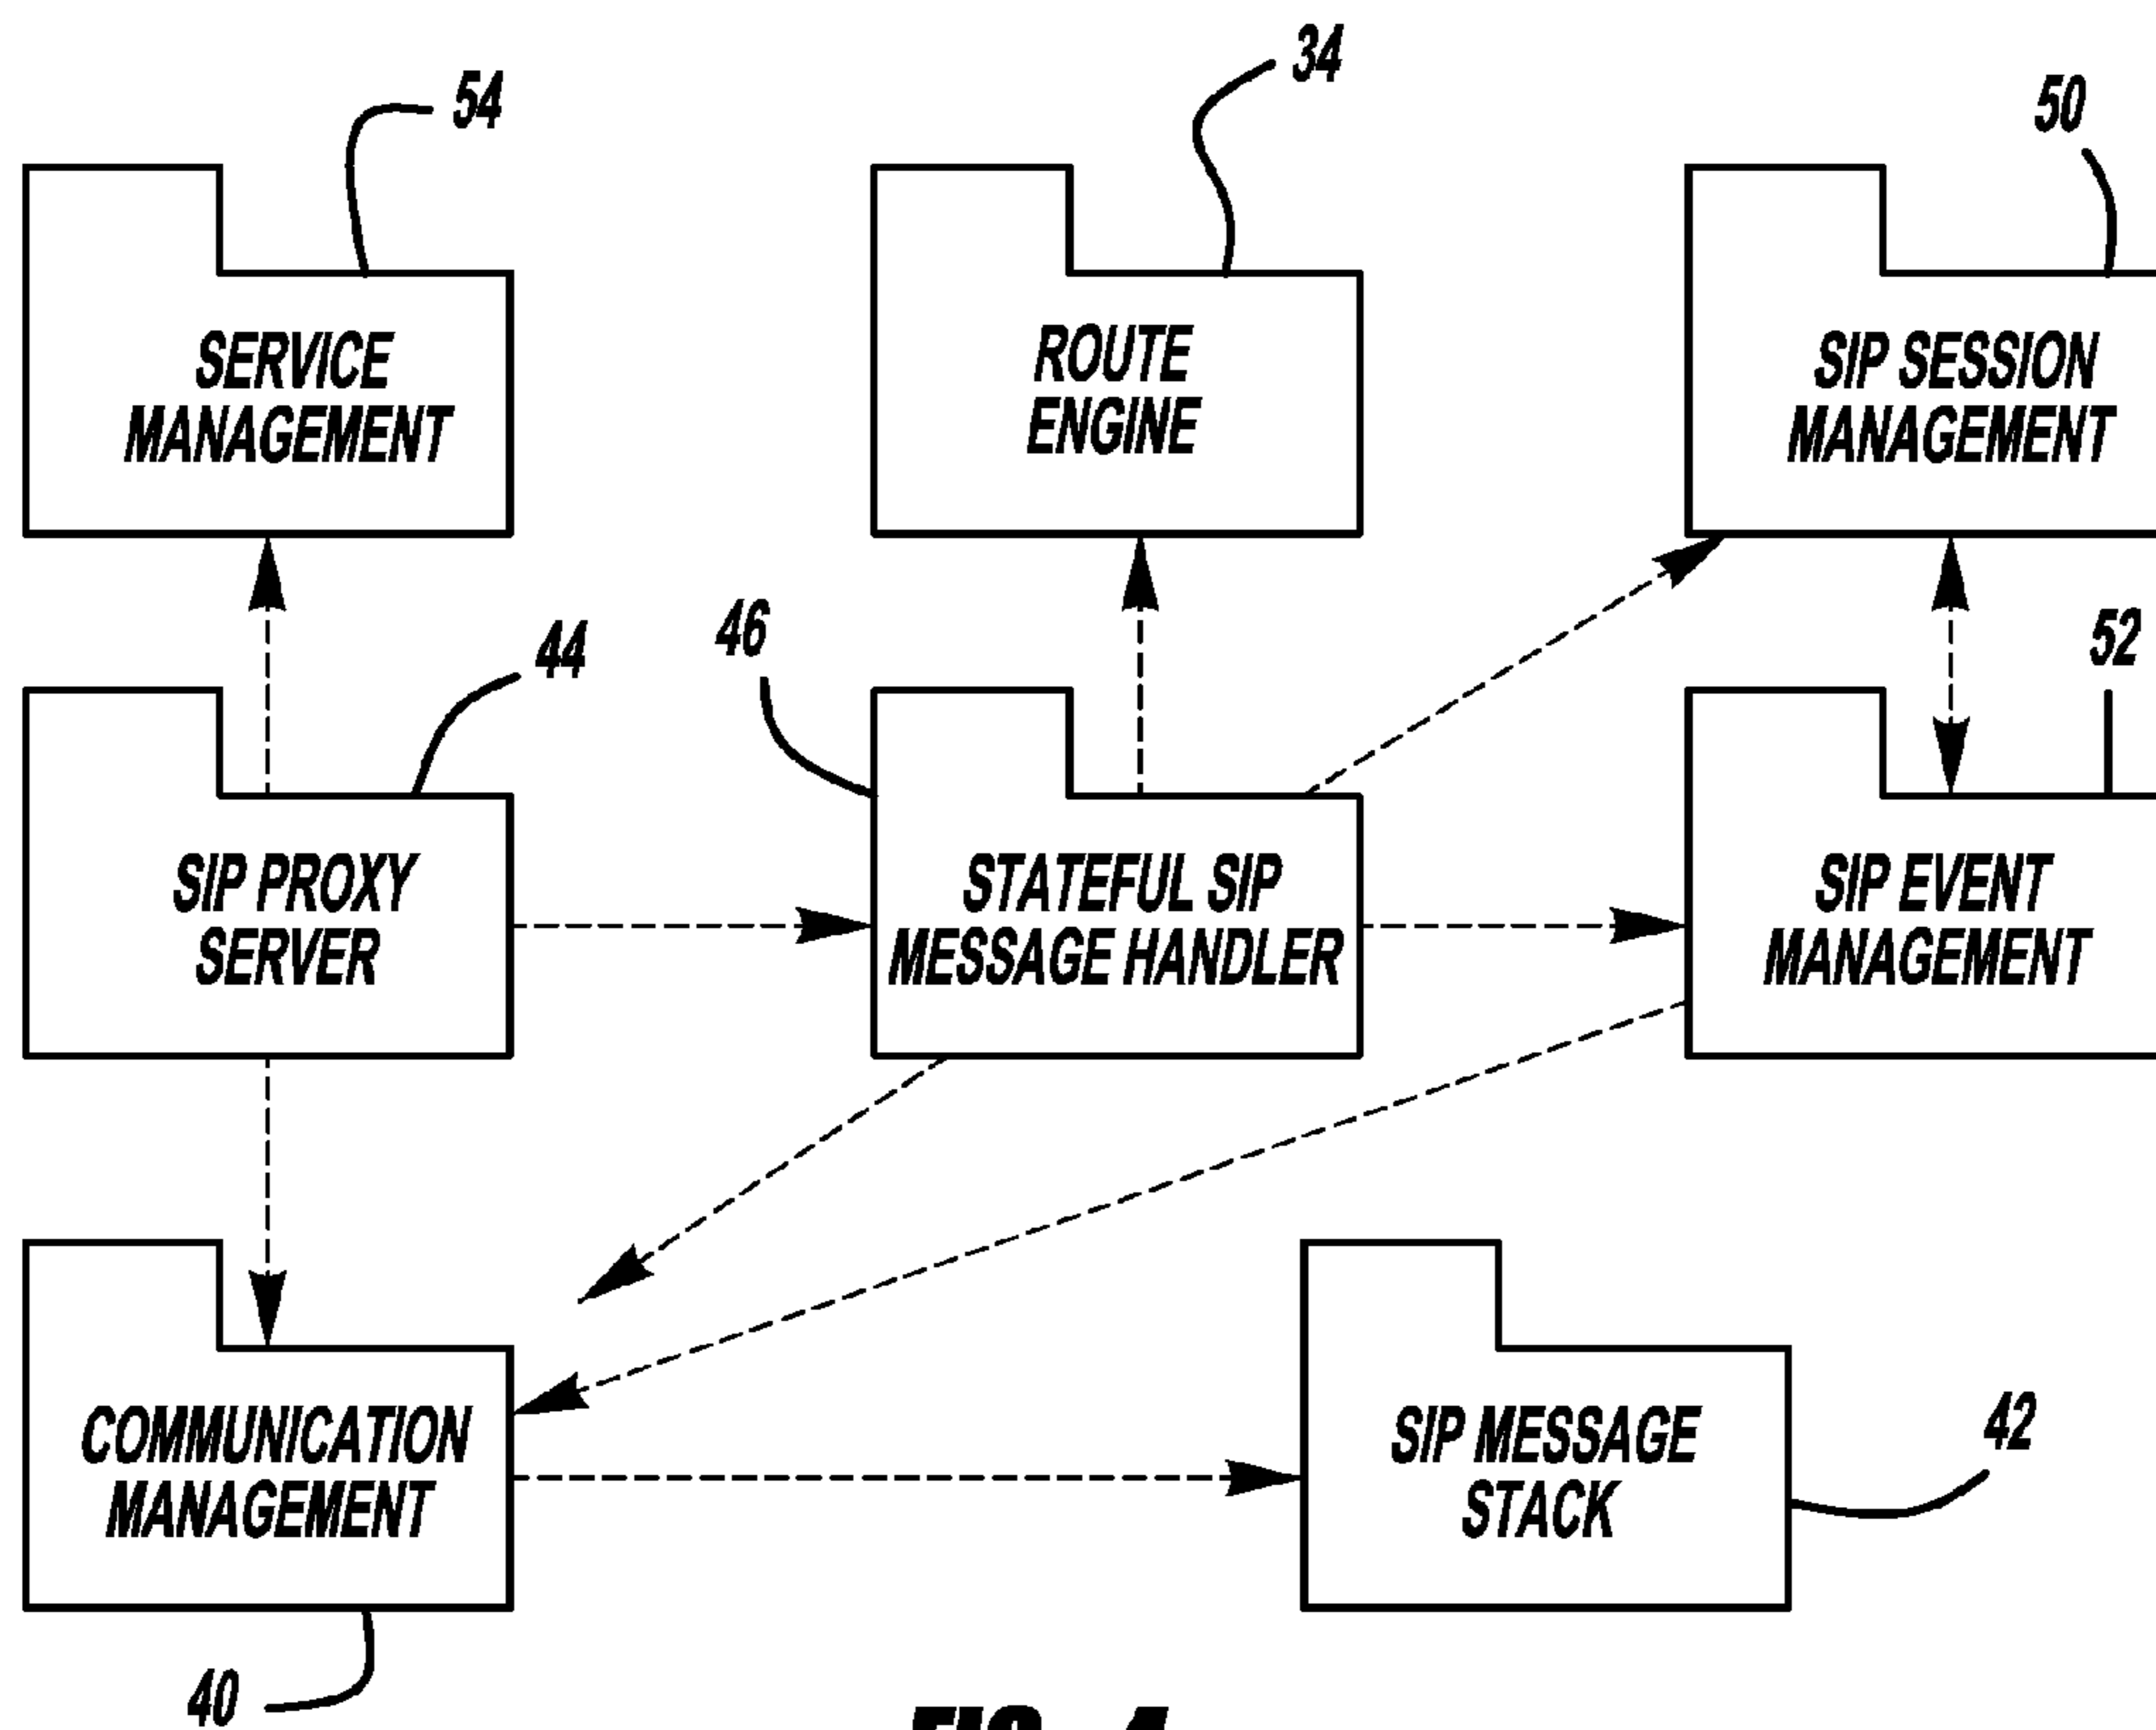 54
34
50
SERVICE
MANAGEMENT
ROUTE
ENGINE
SIP SESSION
MANAGEMENT
44
46
52
SIP PROXY
SERVER
STATEFUL SIP
MESSAGE HANDLER
SIP EVENT
MANAGEMENT
COMMUNICATION
MANAGEMENT
SIP MESSAGE
STACK
42
40